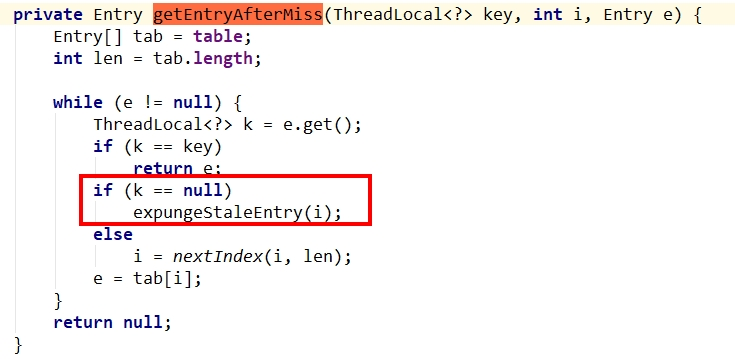 private Entry getEntryAfterMiss(ThreadLocal<?> key, int i, Entry e) {
    Entry[] tab = table;
    int len = tab.length;

    while (e != null) {
        ThreadLocal<?> k = e.get();
        if (k == key)
            return e;
        if (k == null)
            expungeStaleEntry(i);
        else
            i = nextIndex(i, len);
        e = tab[i];
    }
    return null;
}